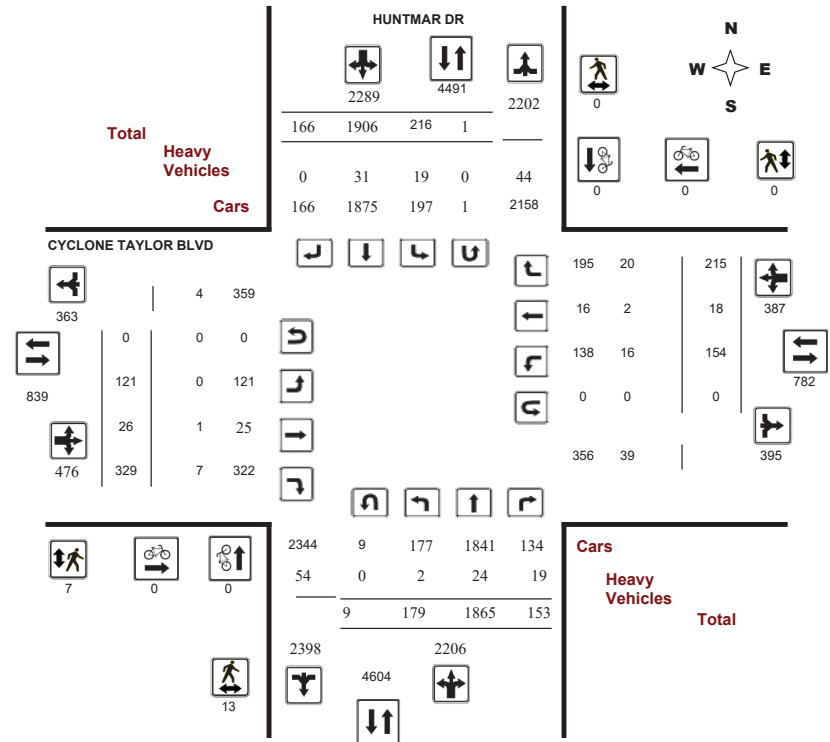 HUNTMAR DR
N
W E
S
2289 4491 2202
0
Total 166 1906 216 1
Heavy
Vehicles 0 31 19 0 44
Cars 166 1875 197 1 2158
0 0 0
CYCLONE TAYLOR BLVD
363 4 359
839 0 0 0
121 0 121
26 1 25
476 329 7 322
195 20 215
387
16 2 18
138 16 154
782
0 0 0
356 39 395
2344 9 177 1841 134 Cars
54 0 2 24 19 Heavy
Vehicles
9 179 1865 153 Total
7 0 0
2398 4604 2206
13